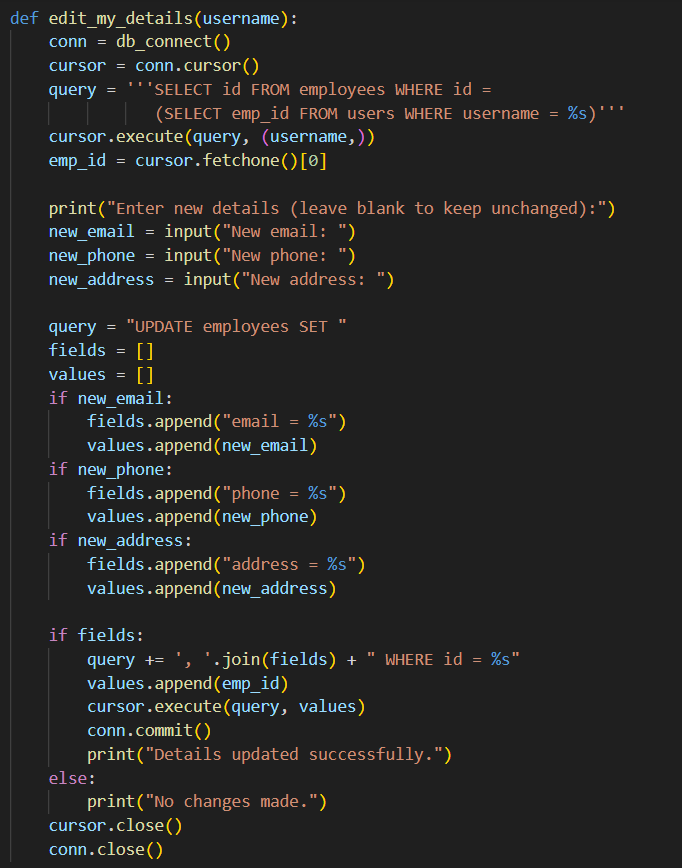 def edit_my_details(username):
    conn = db_connect()
    cursor = conn.cursor()
    query = '''SELECT id FROM employees WHERE id =
               (SELECT emp_id FROM users WHERE username = %s)'''
    cursor.execute(query, (username,))
    emp_id = cursor.fetchone()[0]

    print("Enter new details (leave blank to keep unchanged):")
    new_email = input("New email: ")
    new_phone = input("New phone: ")
    new_address = input("New address: ")

    query = "UPDATE employees SET "
    fields = []
    values = []
    if new_email:
        fields.append("email = %s")
        values.append(new_email)
    if new_phone:
        fields.append("phone = %s")
        values.append(new_phone)
    if new_address:
        fields.append("address = %s")
        values.append(new_address)

    if fields:
        query += ', '.join(fields) + " WHERE id = %s"
        values.append(emp_id)
        cursor.execute(query, values)
        conn.commit()
        print("Details updated successfully.")
    else:
        print("No changes made.")
    cursor.close()
    conn.close()